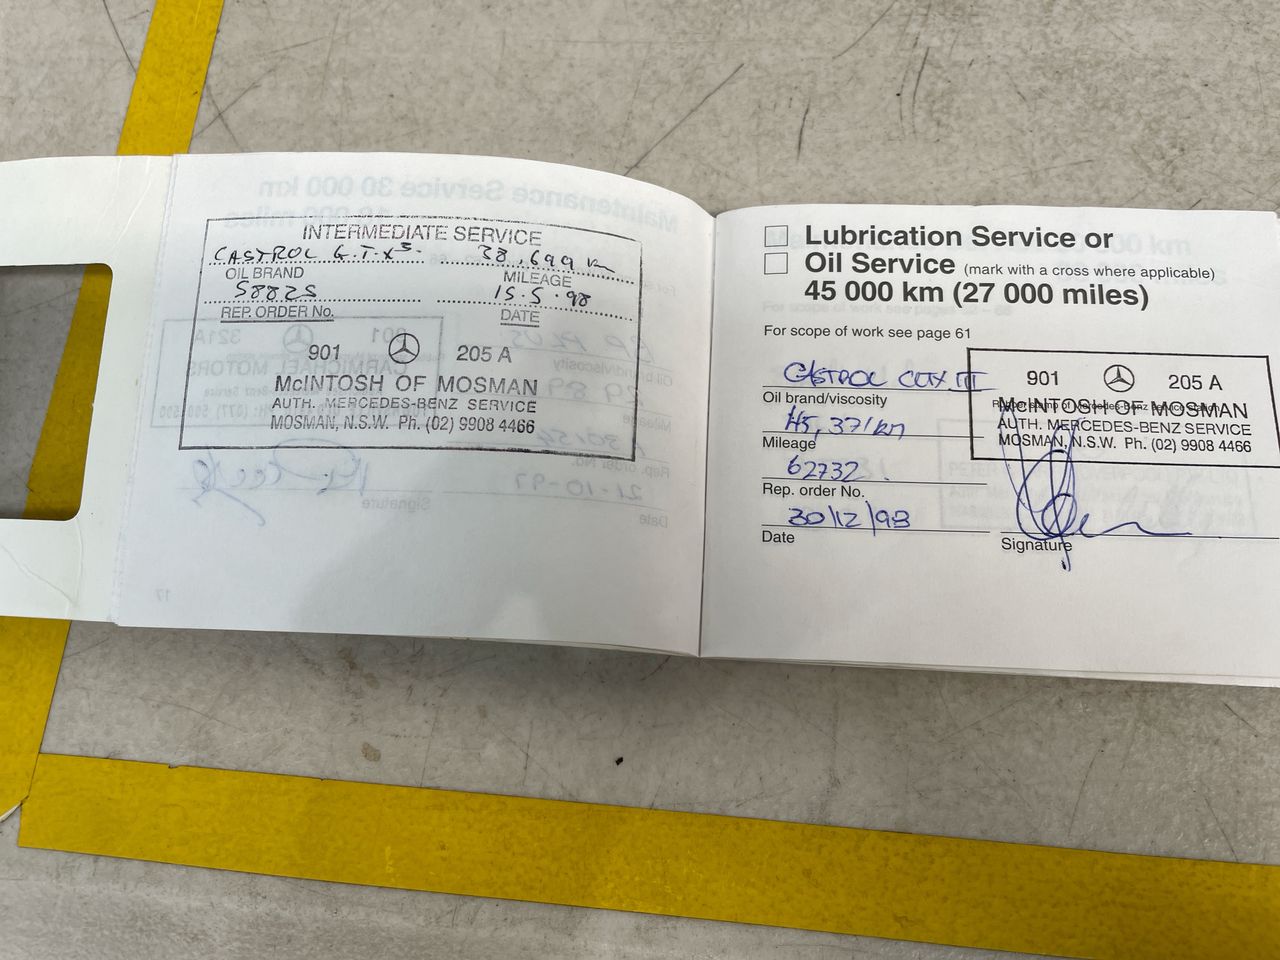 INTERMEDIATE SERVICE
CASTROL G.T.X³. 38,699 km
OIL BRAND MILEAGE
58825 15.5.98
REP. ORDER No. DATE
901 205 A
McINTOSH OF MOSMAN
AUTH. MERCEDES-BENZ SERVICE
MOSMAN, N.S.W. Ph. (02) 9908 4466
17
Lubrication Service or
Oil Service (mark with a cross where applicable)
45 000 km (27 000 miles)
For scope of work see page 61
CASTROL
Oil brand/viscosity
45,371km
Mileage
62732
Rep. order No.
30/12/98
Date
901 205 A
McINTOSH OF MOSMAN
AUTH. MERCEDES-BENZ SERVICE
MOSMAN, N.S.W. Ph. (02) 9908 4466
Signature